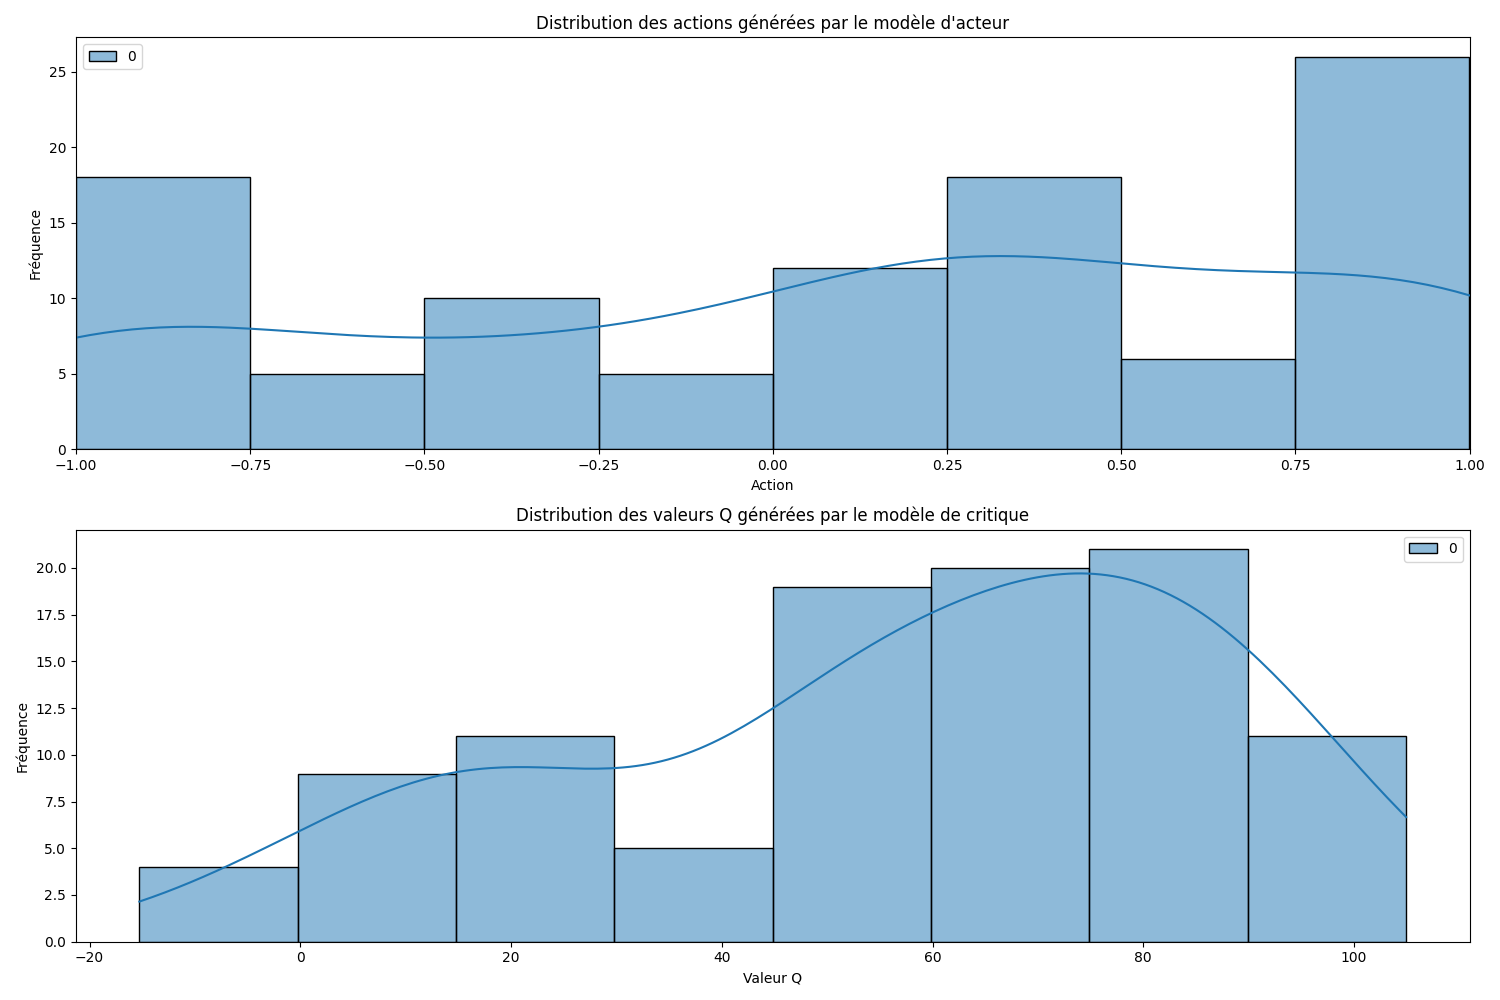 Distribution des actions générées par le modèle d'acteur
0
25
20
15
10
5
0
Fréquence
−1.00 −0.75 −0.50 −0.25 0.00 0.25 0.50 0.75 1.00
Action
Distribution des valeurs Q générées par le modèle de critique
0
20.0
17.5
15.0
12.5
10.0
7.5
5.0
2.5
0.0
Fréquence
−20 0 20 40 60 80 100
Valeur Q